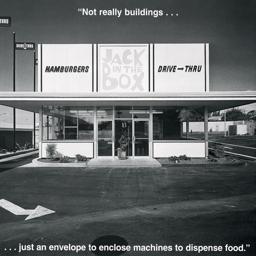 "Not really buildings . . .
HAMBURGERS
JACK
IN THE
BOX
DRIVE-THRU
. . . just an envelope to enclose machines to dispense food."